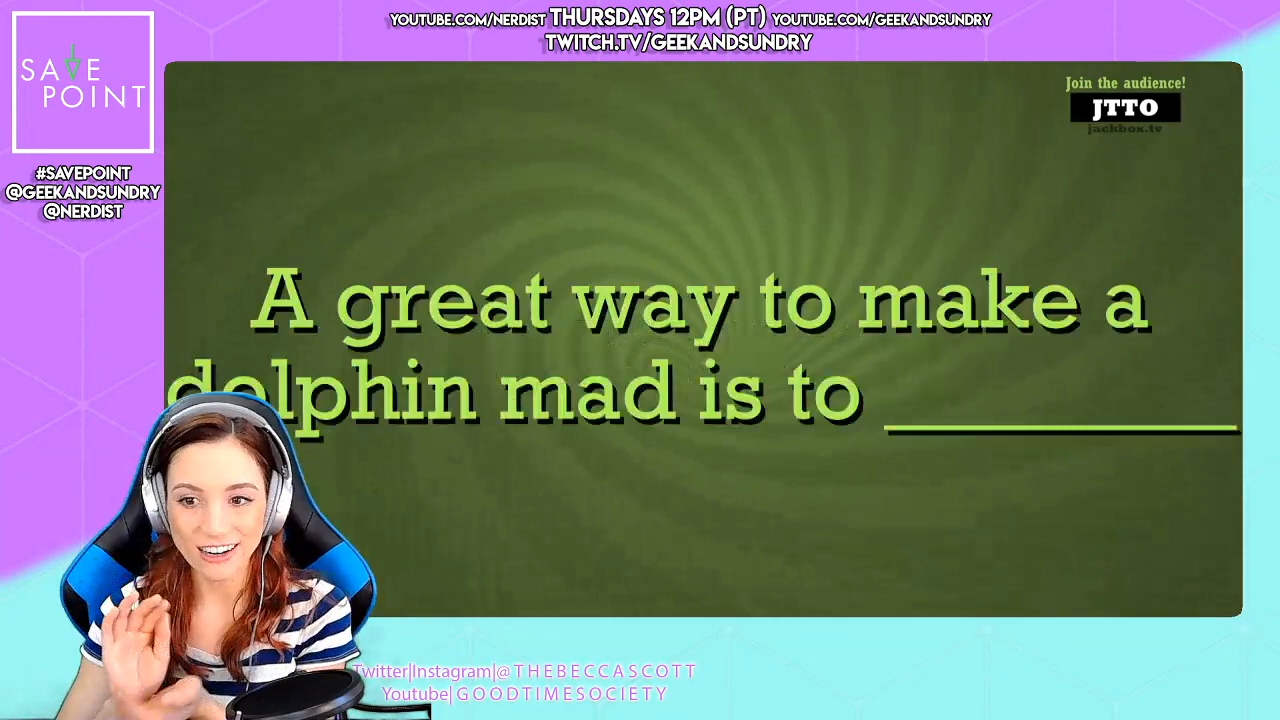 YOUTUBE.COM/NERDIST THURSDAYS 12PM (PT) YOUTUBE.COM/GEEKANDSUNDRY
TWITCH.TV/GEEKANDSUNDRY
SAVE
POINT
#SAVEPOINT
@GEEKANDSUNDRY
@NERDIST
Join the audience!
JTTO
jackbox.tv
A great way to make a
dolphin mad is to ________
Twitter|Instagram|@THEBECCASCOTT
Youtube|GOODTIMESOCIETY